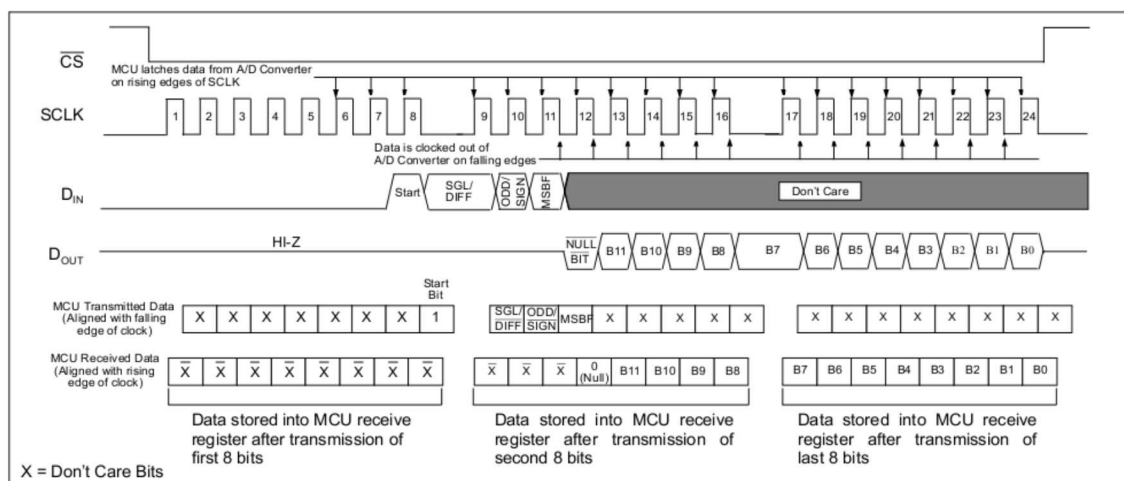 CS
MCU latches data from A/D Converter
on rising edges of SCLK
SCLK
1 2 3 4 5 6 7 8 9 10 11 12 13 14 15 16 17 18 19 20 21 22 23 24
Data is clocked out of
A/D Converter on falling edges
DIN
Start
SGL/
DIFF
ODD/
SIGN
MSBF
Don't Care
HI-Z
DOUT
NULL
BIT
B11 B10 B9 B8 B7 B6 B5 B4 B3 B2 B1 B0
Start
Bit
MCU Transmitted Data
(Aligned with falling
edge of clock)
X X X X X X X 1
SGL/
DIFF
ODD/
SIGN
MSBF X X X X X
X X X X X X X X
MCU Received Data
(Aligned with rising
edge of clock)
X X X X X X X X
X X X 0
(Null)
B11 B10 B9 B8
B7 B6 B5 B4 B3 B2 B1 B0
Data stored into MCU receive
register after transmission of
first 8 bits
Data stored into MCU receive
register after transmission of
second 8 bits
Data stored into MCU receive
register after transmission of
last 8 bits
X = Don't Care Bits